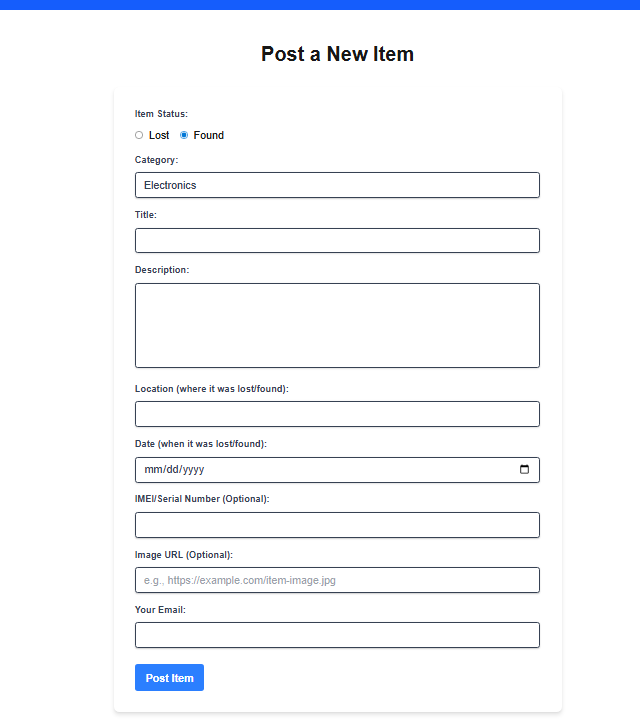 Post a New Item
Item Status:
Lost Found
Category:
Electronics
Title:
Description:
Location (where it was lost/found):
Date (when it was lost/found):
mm/dd/yyyy
IMEI/Serial Number (Optional):
Image URL (Optional):
e.g., https://example.com/item-image.jpg
Your Email:
Post Item